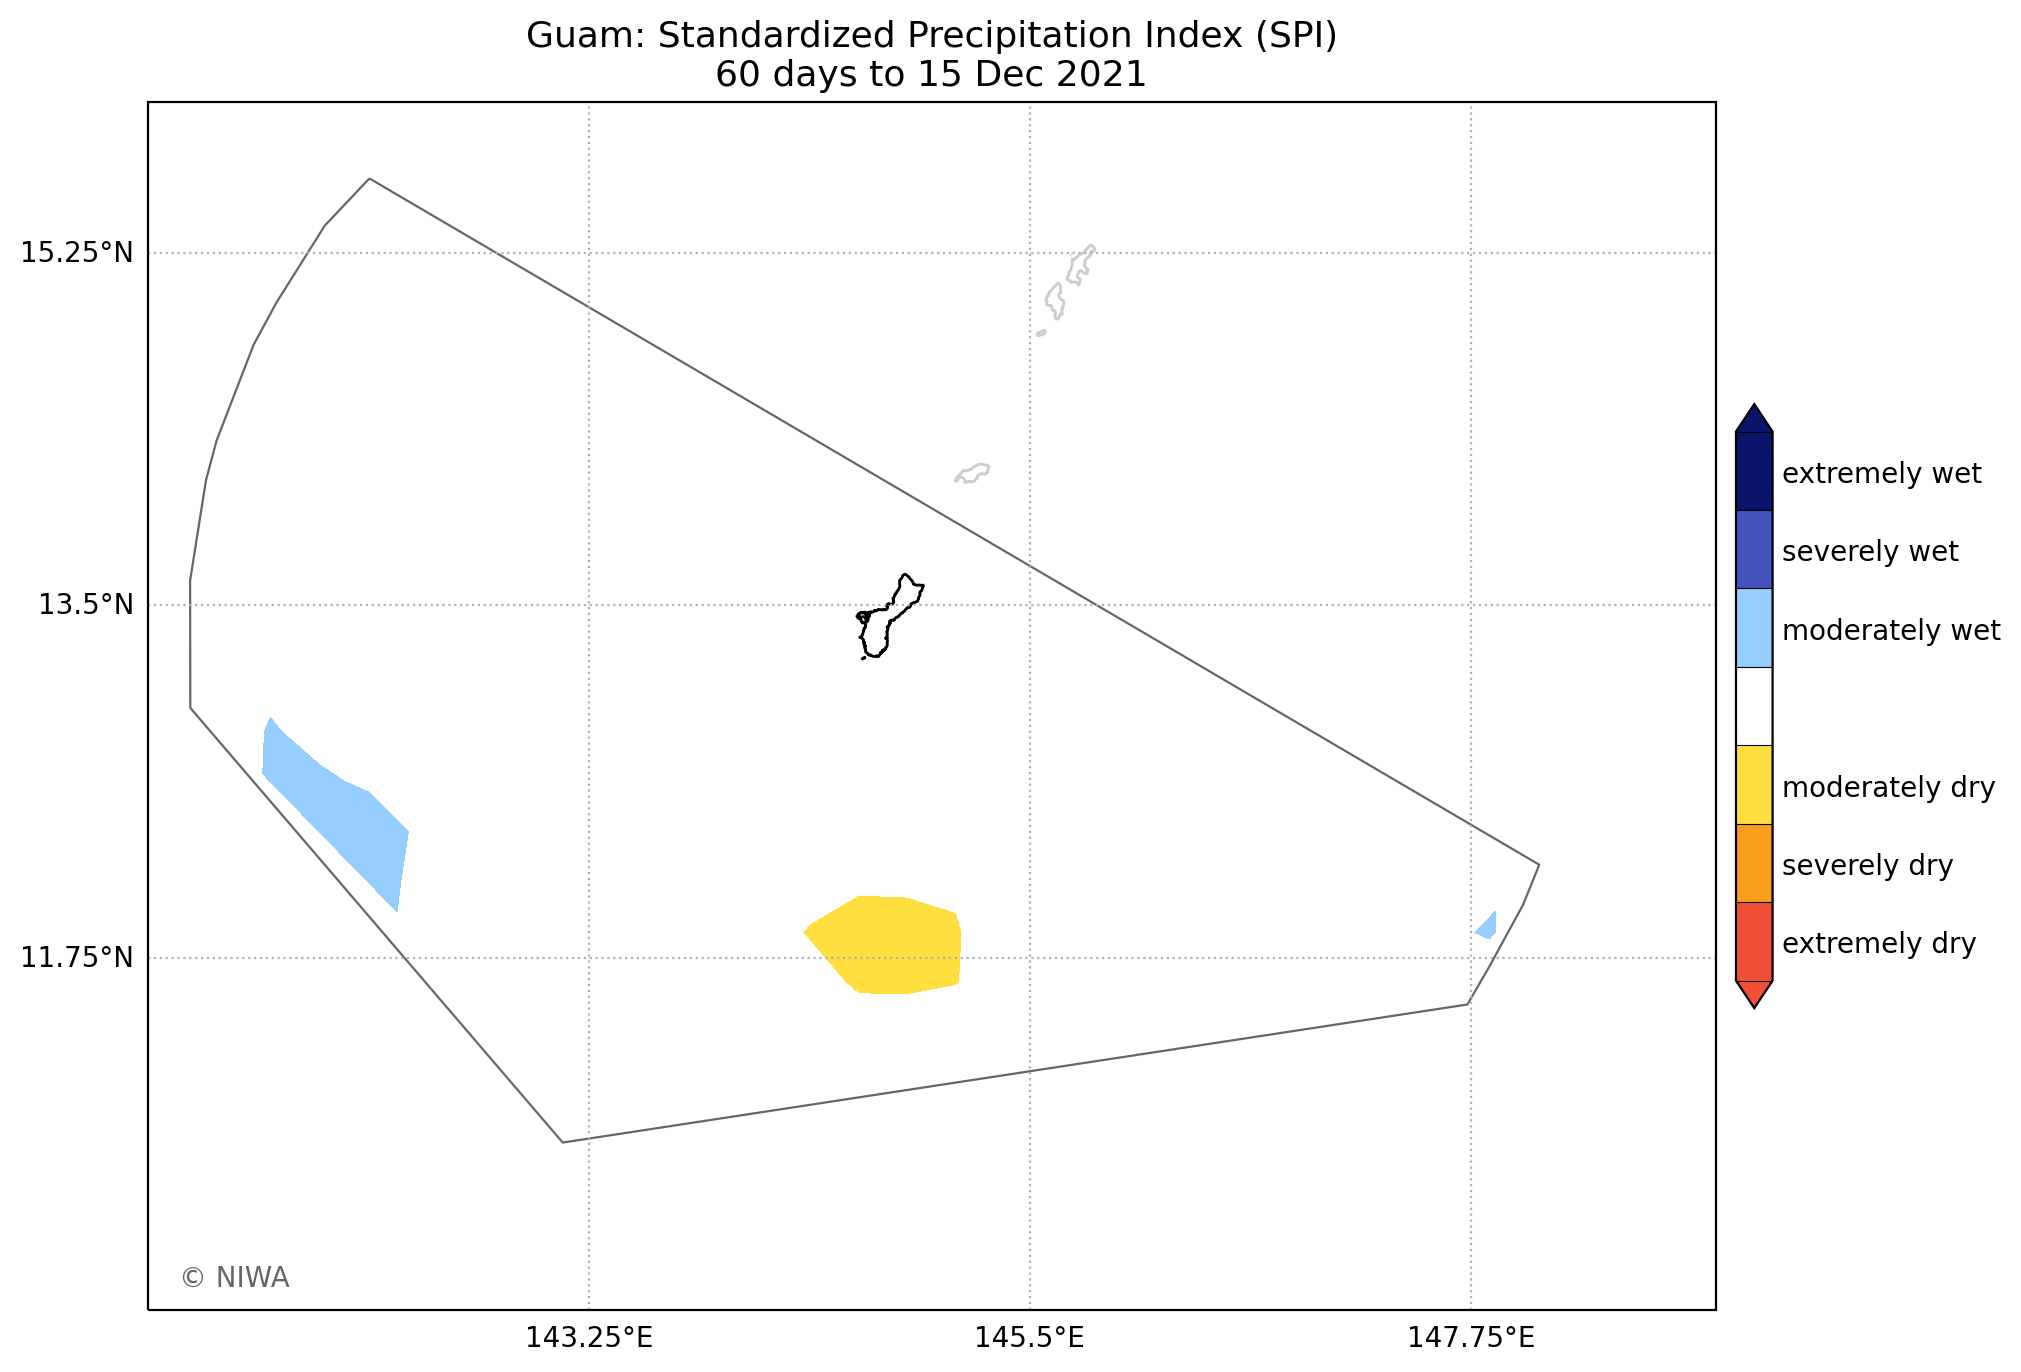 Guam: Standardized Precipitation Index (SPI)
60 days to 15 Dec 2021
15.25°N
13.5°N
11.75°N
143.25°E
145.5°E
147.75°E
extremely wet
severely wet
moderately wet
moderately dry
severely dry
extremely dry
© NIWA